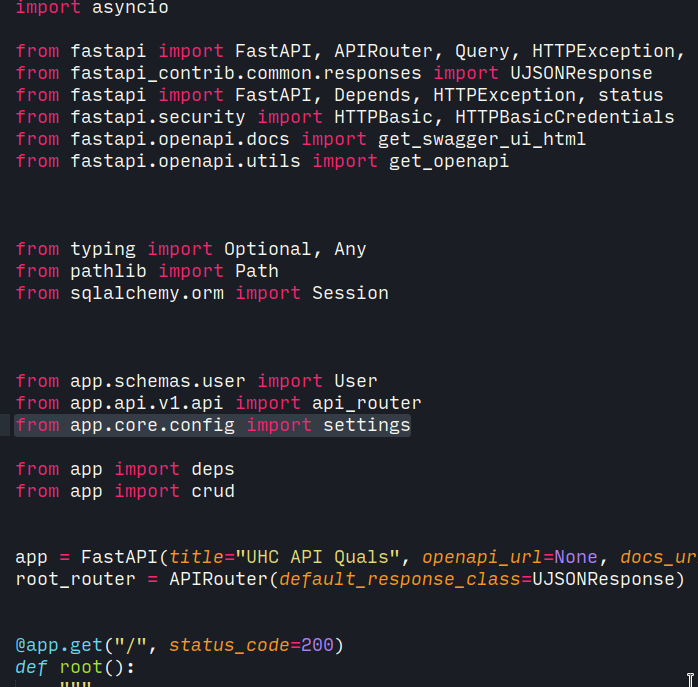 import asyncio
from fastapi import FastAPI, APIRouter, Query, HTTPException,
from fastapi_contrib.common.responses import UJSONResponse
from fastapi import FastAPI, Depends, HTTPException, status
from fastapi.security import HTTPBasic, HTTPBasicCredentials
from fastapi.openapi.docs import get_swagger_ui_html
from fastapi.openapi.utils import get_openapi
from typing import Optional, Any
from pathlib import Path
from sqlalchemy.orm import Session
from app.schemas.user import User
from app.api.v1.api import api_router
from app.core.config import settings
from app import deps
from app import crud
app = FastAPI(title="UHC API Quals", openapi_url=None, docs_ur
root_router = APIRouter(default_response_class=UJSONResponse)
@app.get("/", status_code=200)
def root():
"""